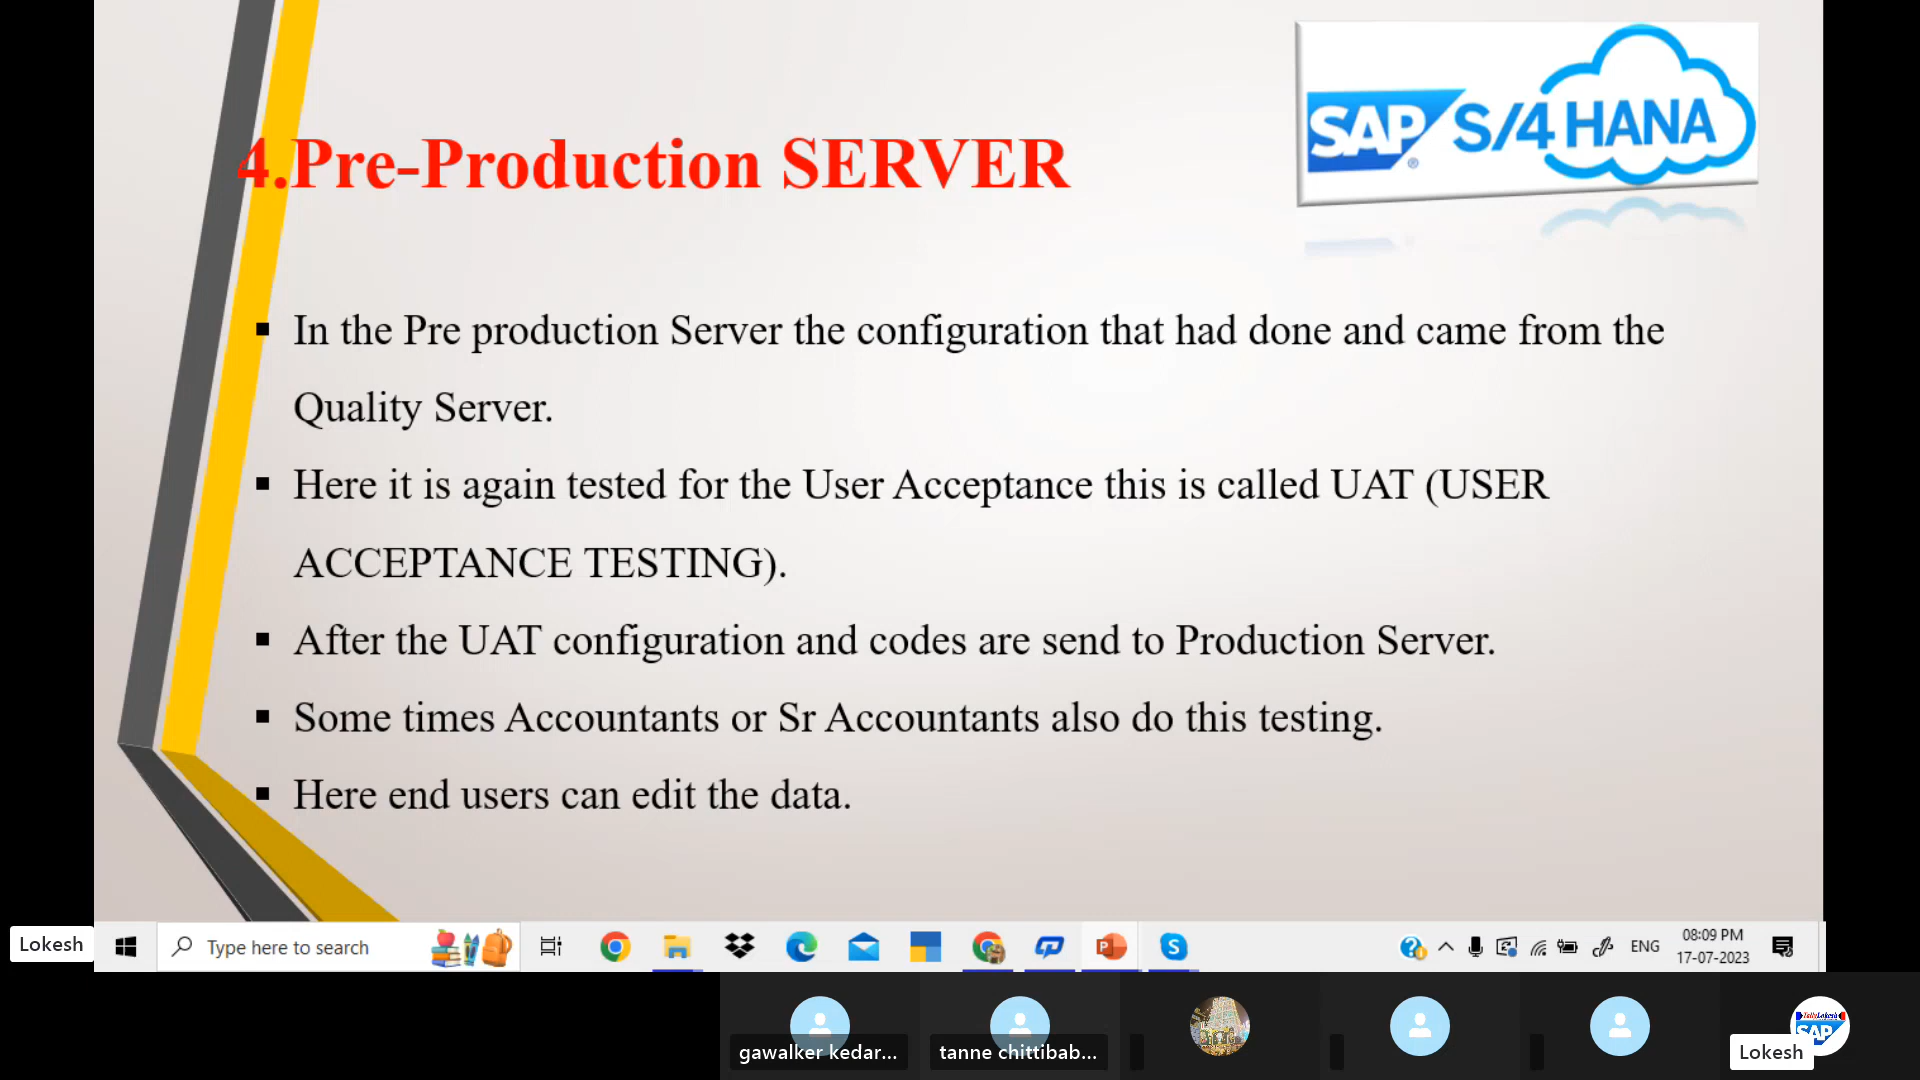 SAP S/4HANA
®
4.Pre-Production SERVER
▪ In the Pre production Server the configuration that had done and came from the
Quality Server.
▪ Here it is again tested for the User Acceptance this is called UAT (USER
ACCEPTANCE TESTING).
▪ After the UAT configuration and codes are send to Production Server.
▪ Some times Accountants or Sr Accountants also do this testing.
▪ Here end users can edit the data.
Lokesh
Type here to search
ENG
08:09 PM
17-07-2023
gawalker kedar...
tanne chittibab...
Lokesh
SAP